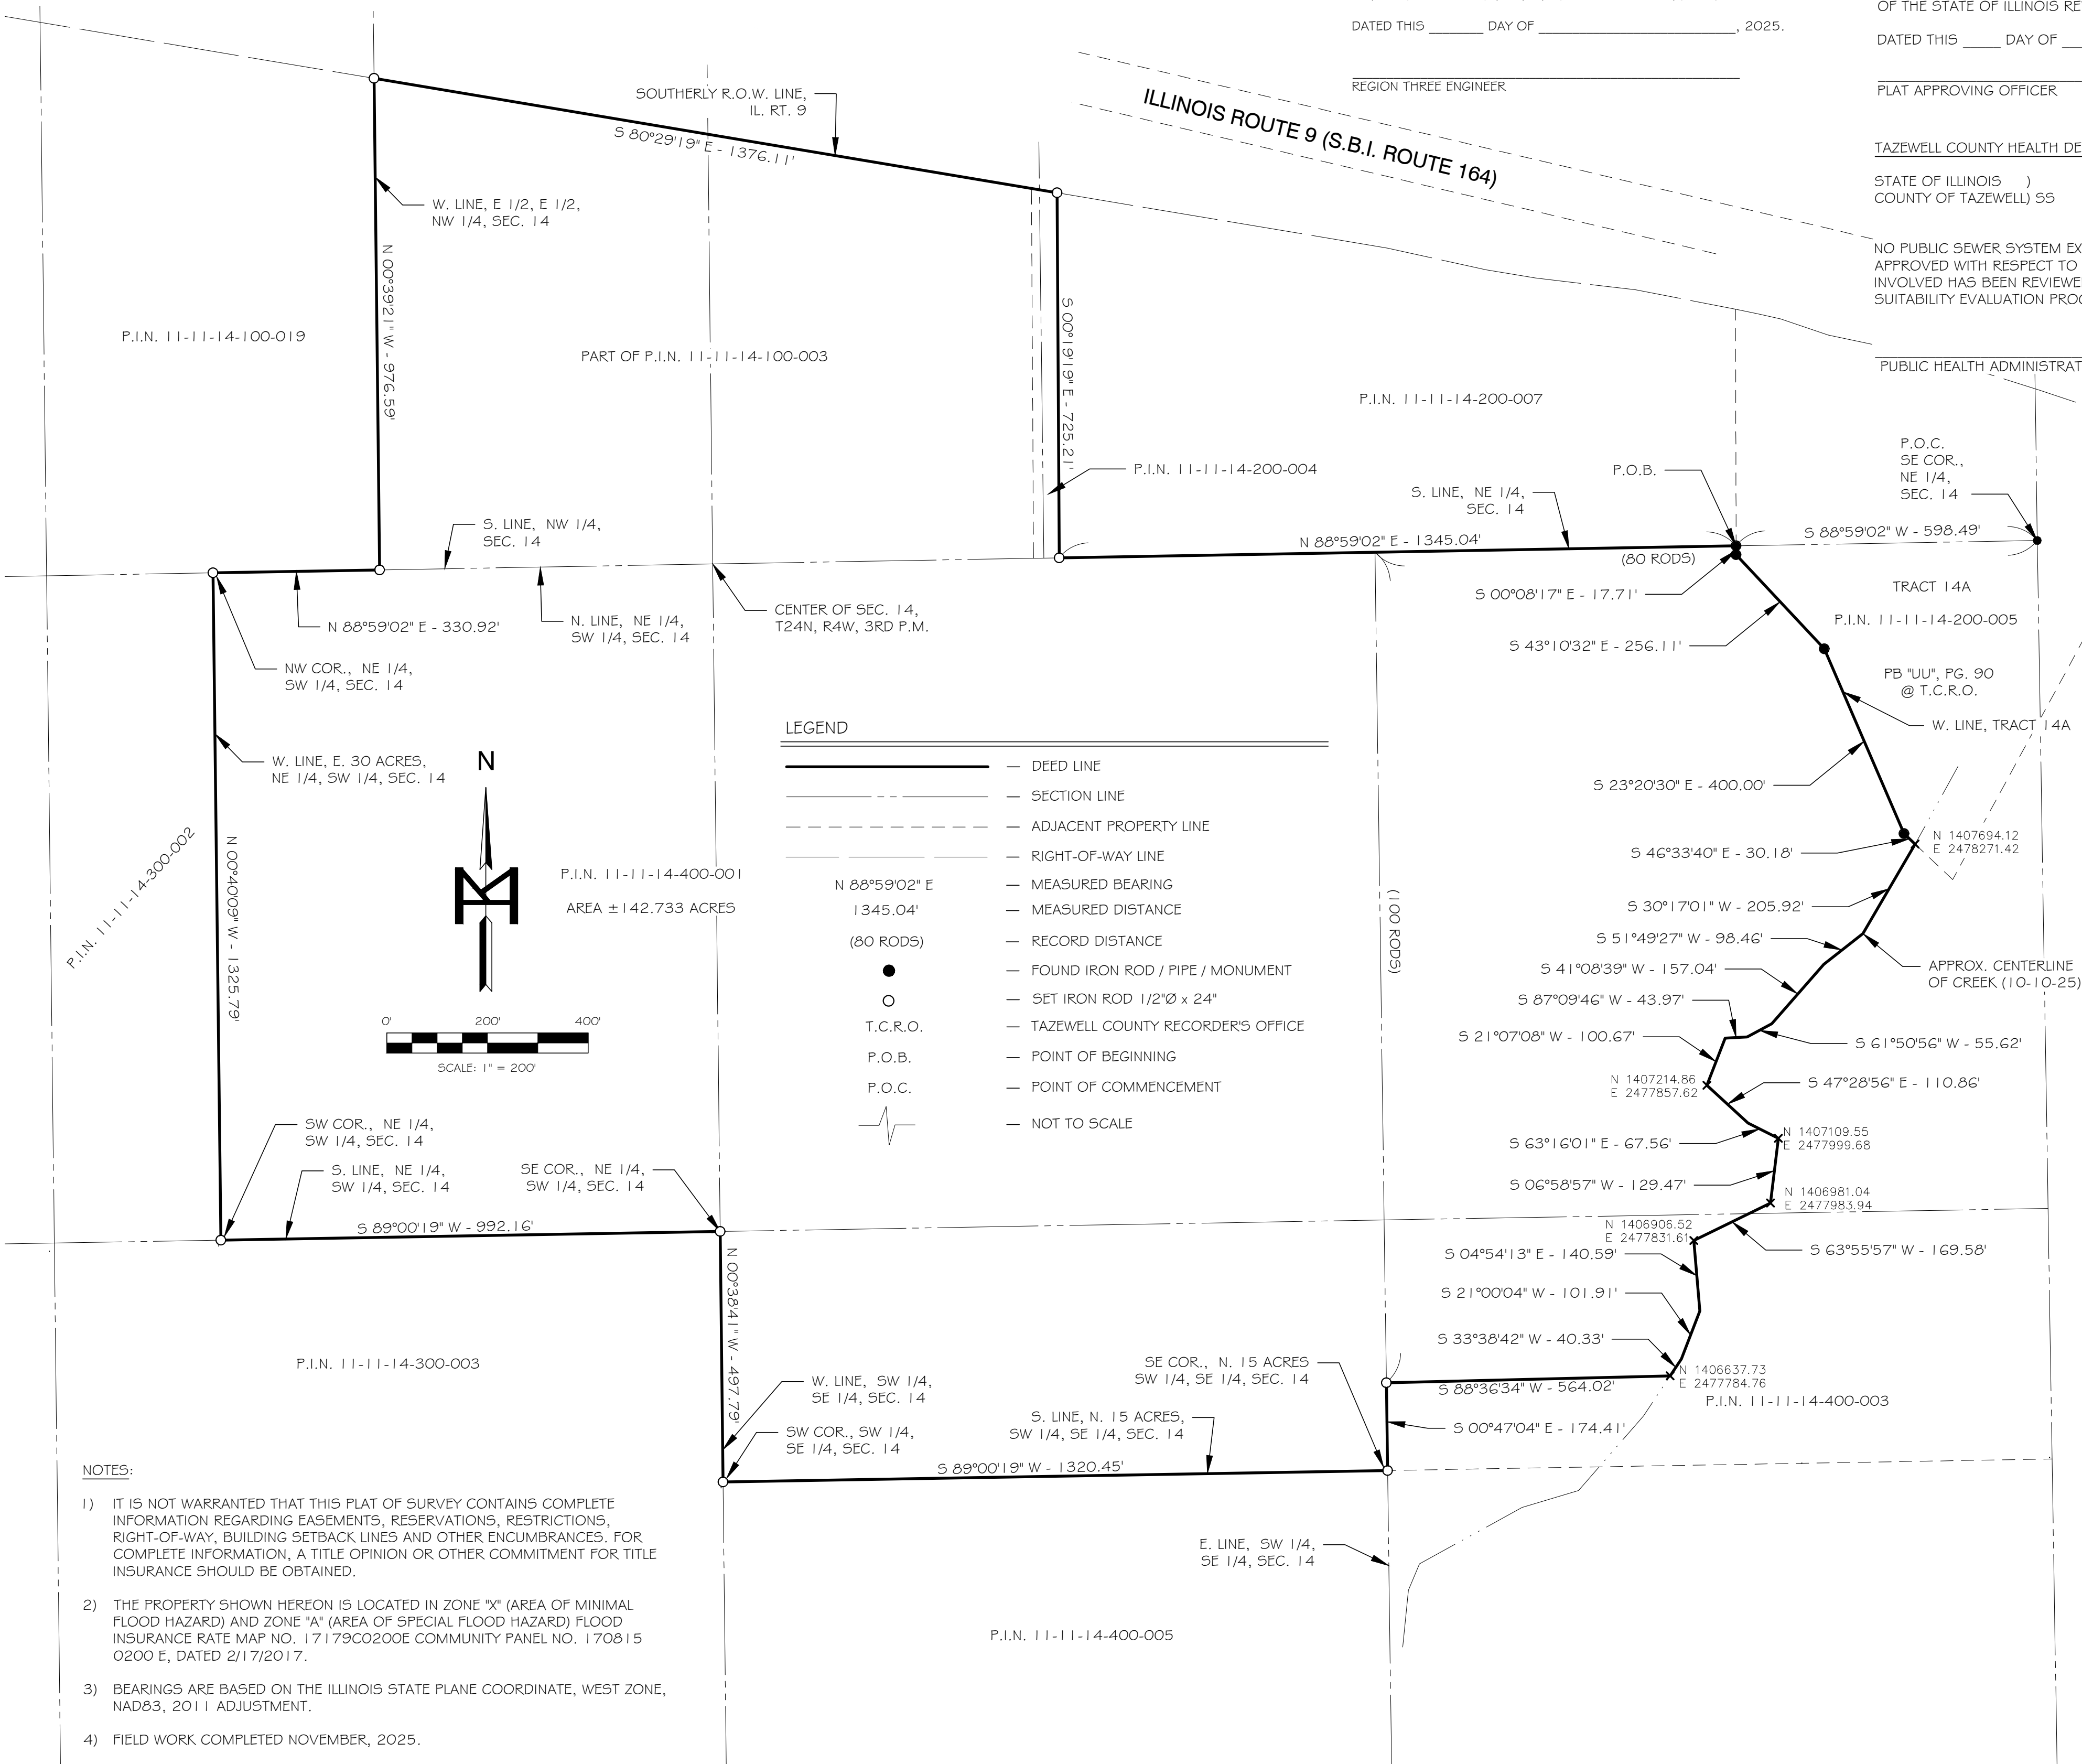 DATED THIS ______ DAY OF ______________________, 2025.
REGION THREE ENGINEER
OF THE STATE OF ILLINOIS RE
DATED THIS _____ DAY OF __
PLAT APPROVING OFFICER
TAZEWELL COUNTY HEALTH DE
STATE OF ILLINOIS )
COUNTY OF TAZEWELL) SS
NO PUBLIC SEWER SYSTEM EX
APPROVED WITH RESPECT TO
INVOLVED HAS BEEN REVIEWE
SUITABILITY EVALUATION PRO
PUBLIC HEALTH ADMINISTRAT
ILLINOIS ROUTE 9 (S.B.I. ROUTE 164)
SOUTHERLY R.O.W. LINE,
IL. RT. 9
S 80°29'19" E - 1376.11'
W. LINE, E 1/2, E 1/2,
NW 1/4, SEC. 14
N 00°39'21" W - 976.59'
P.I.N. 11-11-14-100-019
PART OF P.I.N. 11-11-14-100-003
S 00°19'19" E - 725.21'
P.I.N. 11-11-14-200-007
P.I.N. 11-11-14-200-004
P.O.B.
P.O.C.
SE COR.,
NE 1/4,
SEC. 14
S. LINE, NE 1/4,
SEC. 14
S 88°59'02" W - 598.49'
N 88°59'02" E - 1345.04'
(80 RODS)
S. LINE, NW 1/4,
SEC. 14
N 88°59'02" E - 330.92'
N. LINE, NE 1/4,
SW 1/4, SEC. 14
CENTER OF SEC. 14,
T24N, R4W, 3RD P.M.
NW COR., NE 1/4,
SW 1/4, SEC. 14
S 00°08'17" E - 17.71'
S 43°10'32" E - 256.11'
TRACT 14A
P.I.N. 11-11-14-200-005
PB "UU", PG. 90
@ T.C.R.O.
W. LINE, TRACT 14A
W. LINE, E. 30 ACRES,
NE 1/4, SW 1/4, SEC. 14
N 00°40'09" W - 1325.79'
P.I.N. 11-11-14-300-002
N
0' 200' 400'
SCALE: 1" = 200'
P.I.N. 11-11-14-400-001
AREA ±142.733 ACRES
LEGEND
— DEED LINE
— SECTION LINE
— ADJACENT PROPERTY LINE
— RIGHT-OF-WAY LINE
N 88°59'02" E — MEASURED BEARING
1345.04' — MEASURED DISTANCE
(80 RODS) — RECORD DISTANCE
— FOUND IRON ROD / PIPE / MONUMENT
— SET IRON ROD 1/2"Ø x 24"
T.C.R.O. — TAZEWELL COUNTY RECORDER'S OFFICE
P.O.B. — POINT OF BEGINNING
P.O.C. — POINT OF COMMENCEMENT
— NOT TO SCALE
(100 RODS)
S 23°20'30" E - 400.00'
N 1407694.12
E 2478271.42
S 46°33'40" E - 30.18'
S 30°17'01" W - 205.92'
S 51°49'27" W - 98.46'
APPROX. CENTERLINE
OF CREEK (10-10-25)
S 41°08'39" W - 157.04'
S 87°09'46" W - 43.97'
S 21°07'08" W - 100.67'
S 61°50'56" W - 55.62'
N 1407214.86
E 2477857.62
S 47°28'56" E - 110.86'
S 63°16'01" E - 67.56'
N 1407109.55
E 2477999.68
S 06°58'57" W - 129.47'
N 1406981.04
E 2477983.94
N 1406906.52
E 2477831.61
S 63°55'57" W - 169.58'
S 04°54'13" E - 140.59'
S 21°00'04" W - 101.91'
S 33°38'42" W - 40.33'
N 1406637.73
E 2477784.76
P.I.N. 11-11-14-400-003
S 88°36'34" W - 564.02'
S 00°47'04" E - 174.41'
SW COR., NE 1/4,
SW 1/4, SEC. 14
S. LINE, NE 1/4,
SW 1/4, SEC. 14
SE COR., NE 1/4,
SW 1/4, SEC. 14
S 89°00'19" W - 992.16'
N 00°38'41" W - 497.79'
P.I.N. 11-11-14-300-003
W. LINE, SW 1/4,
SE 1/4, SEC. 14
SW COR., SW 1/4,
SE 1/4, SEC. 14
SE COR., N. 15 ACRES
SW 1/4, SE 1/4, SEC. 14
S. LINE, N. 15 ACRES,
SW 1/4, SE 1/4, SEC. 14
S 89°00'19" W - 1320.45'
E. LINE, SW 1/4,
SE 1/4, SEC. 14
P.I.N. 11-11-14-400-005
NOTES:
1) IT IS NOT WARRANTED THAT THIS PLAT OF SURVEY CONTAINS COMPLETE
INFORMATION REGARDING EASEMENTS, RESERVATIONS, RESTRICTIONS,
RIGHT-OF-WAY, BUILDING SETBACK LINES AND OTHER ENCUMBRANCES. FOR
COMPLETE INFORMATION, A TITLE OPINION OR OTHER COMMITMENT FOR TITLE
INSURANCE SHOULD BE OBTAINED.
2) THE PROPERTY SHOWN HEREON IS LOCATED IN ZONE "X" (AREA OF MINIMAL
FLOOD HAZARD) AND ZONE "A" (AREA OF SPECIAL FLOOD HAZARD) FLOOD
INSURANCE RATE MAP NO. 17179C0200E COMMUNITY PANEL NO. 170815
0200 E, DATED 2/17/2017.
3) BEARINGS ARE BASED ON THE ILLINOIS STATE PLANE COORDINATE, WEST ZONE,
NAD83, 2011 ADJUSTMENT.
4) FIELD WORK COMPLETED NOVEMBER, 2025.